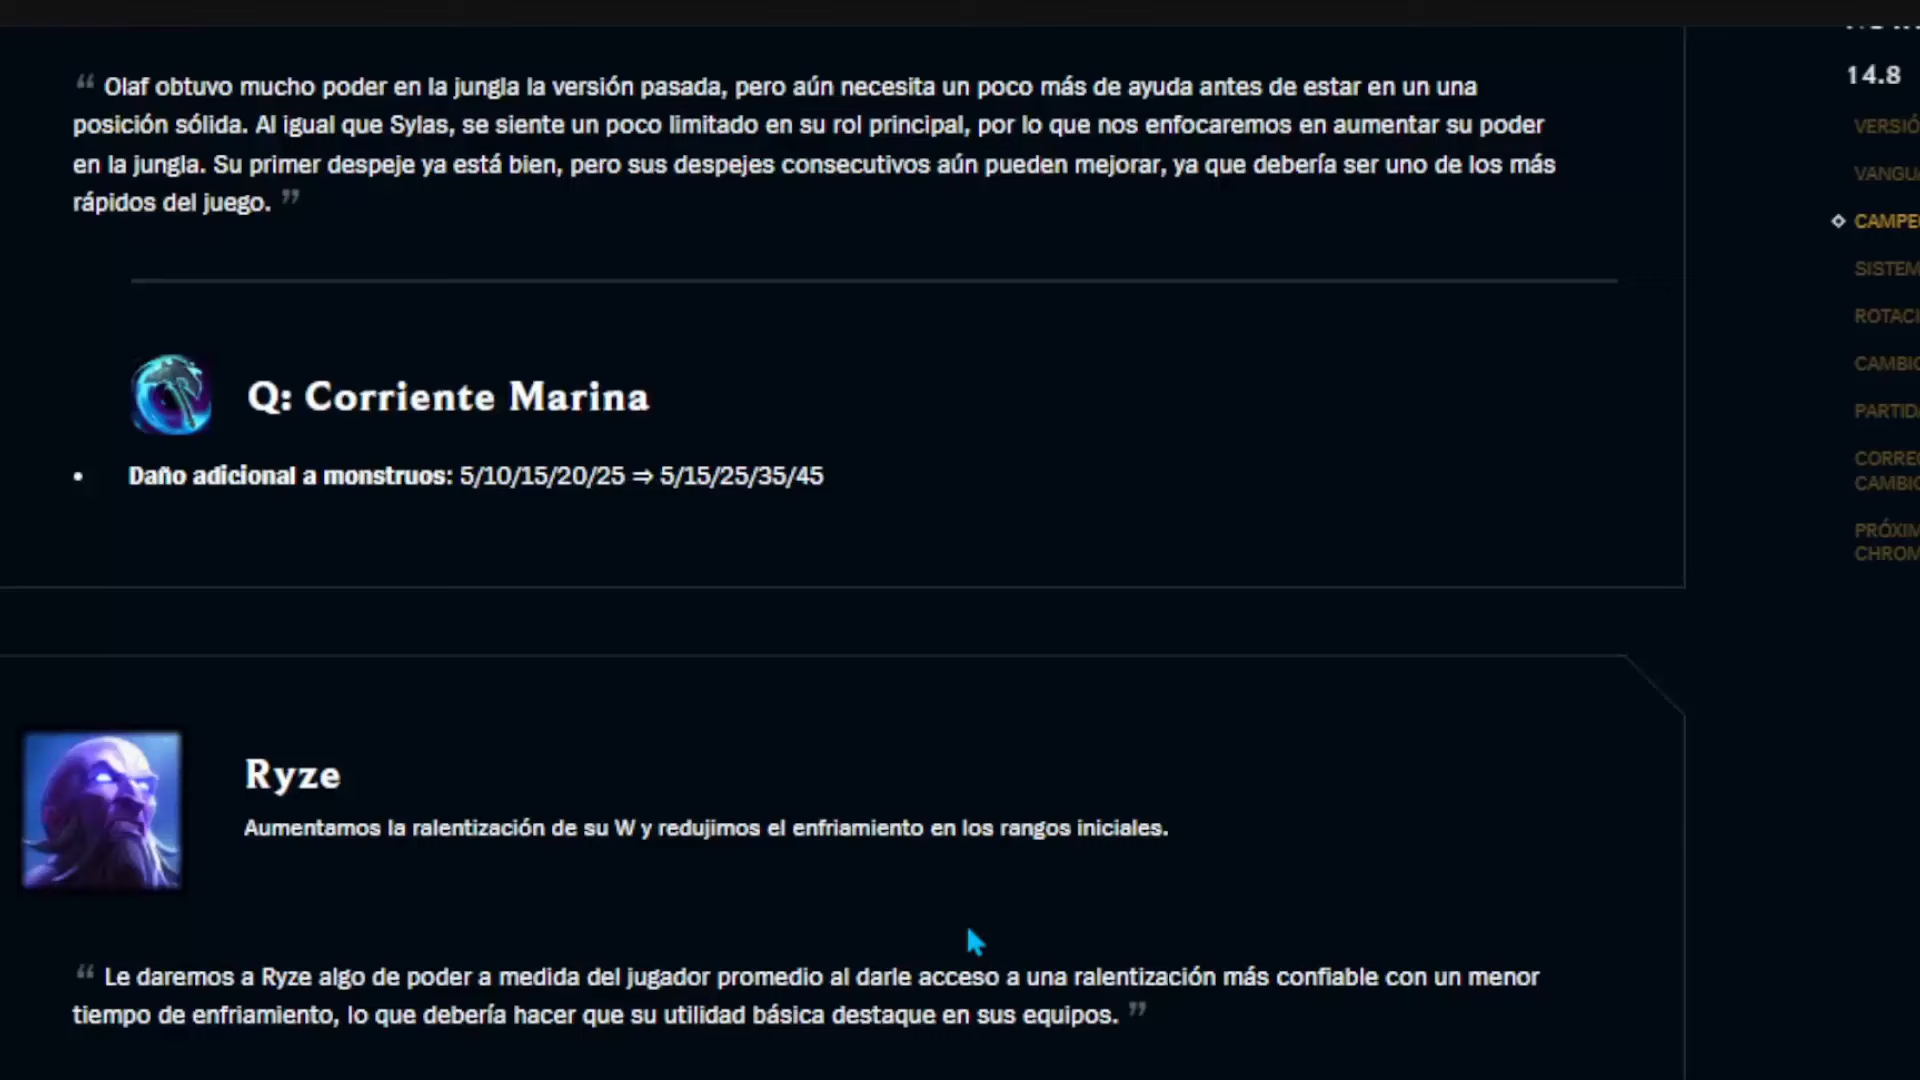 “ Olaf obtuvo mucho poder en la jungla la versión pasada, pero aún necesita un poco más de ayuda antes de estar en un una
posición sólida. Al igual que Sylas, se siente un poco limitado en su rol principal, por lo que nos enfocaremos en aumentar su poder
en la jungla. Su primer despeje ya está bien, pero sus despejes consecutivos aún pueden mejorar, ya que debería ser uno de los más
rápidos del juego. ”
Q: Corriente Marina
• Daño adicional a monstruos: 5/10/15/20/25 ⇒ 5/15/25/35/45
Ryze
Aumentamos la ralentización de su W y redujimos el enfriamiento en los rangos iniciales.
“ Le daremos a Ryze algo de poder a medida del jugador promedio al darle acceso a una ralentización más confiable con un menor
tiempo de enfriamiento, lo que debería hacer que su utilidad básica destaque en sus equipos. ”
14.8
VERSIÓ
VANGUA
CAMPE
SISTEM
ROTACI
CAMBIO
PARTIDA
CORREC
CAMBIO
PRÓXIM
CHROM